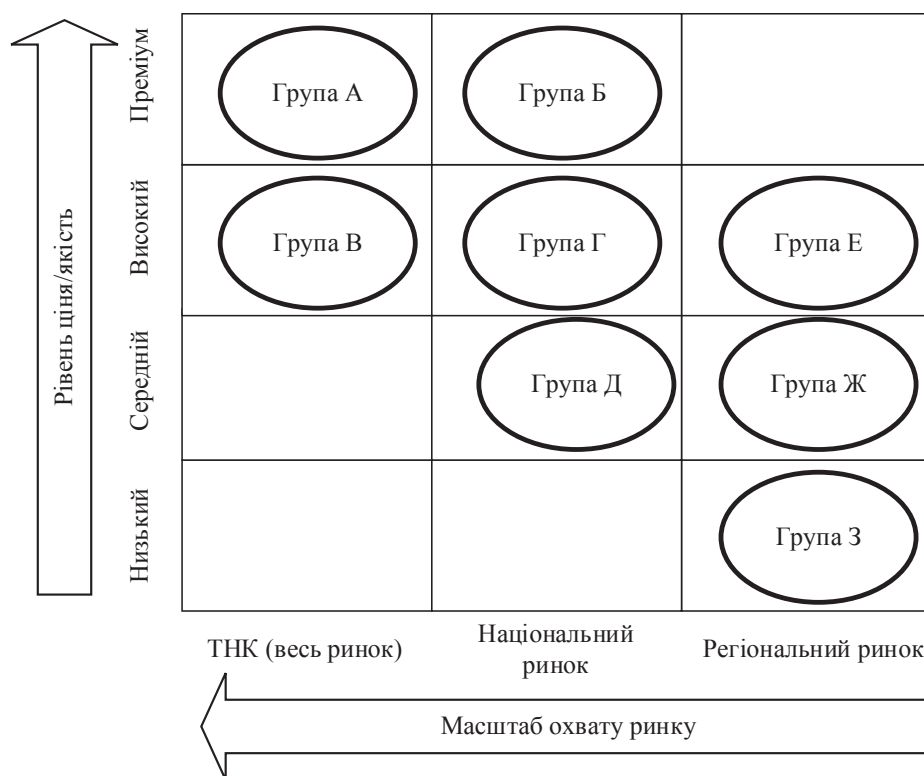 Рівень ціня/якість
Преміум
Група А
Група Б
Високий
Група В
Група Г
Група Е
Середній
Група Д
Група Ж
Низький
Група З
ТНК (весь ринок)
Національний
ринок
Регіональний ринок
Масштаб охвату ринку